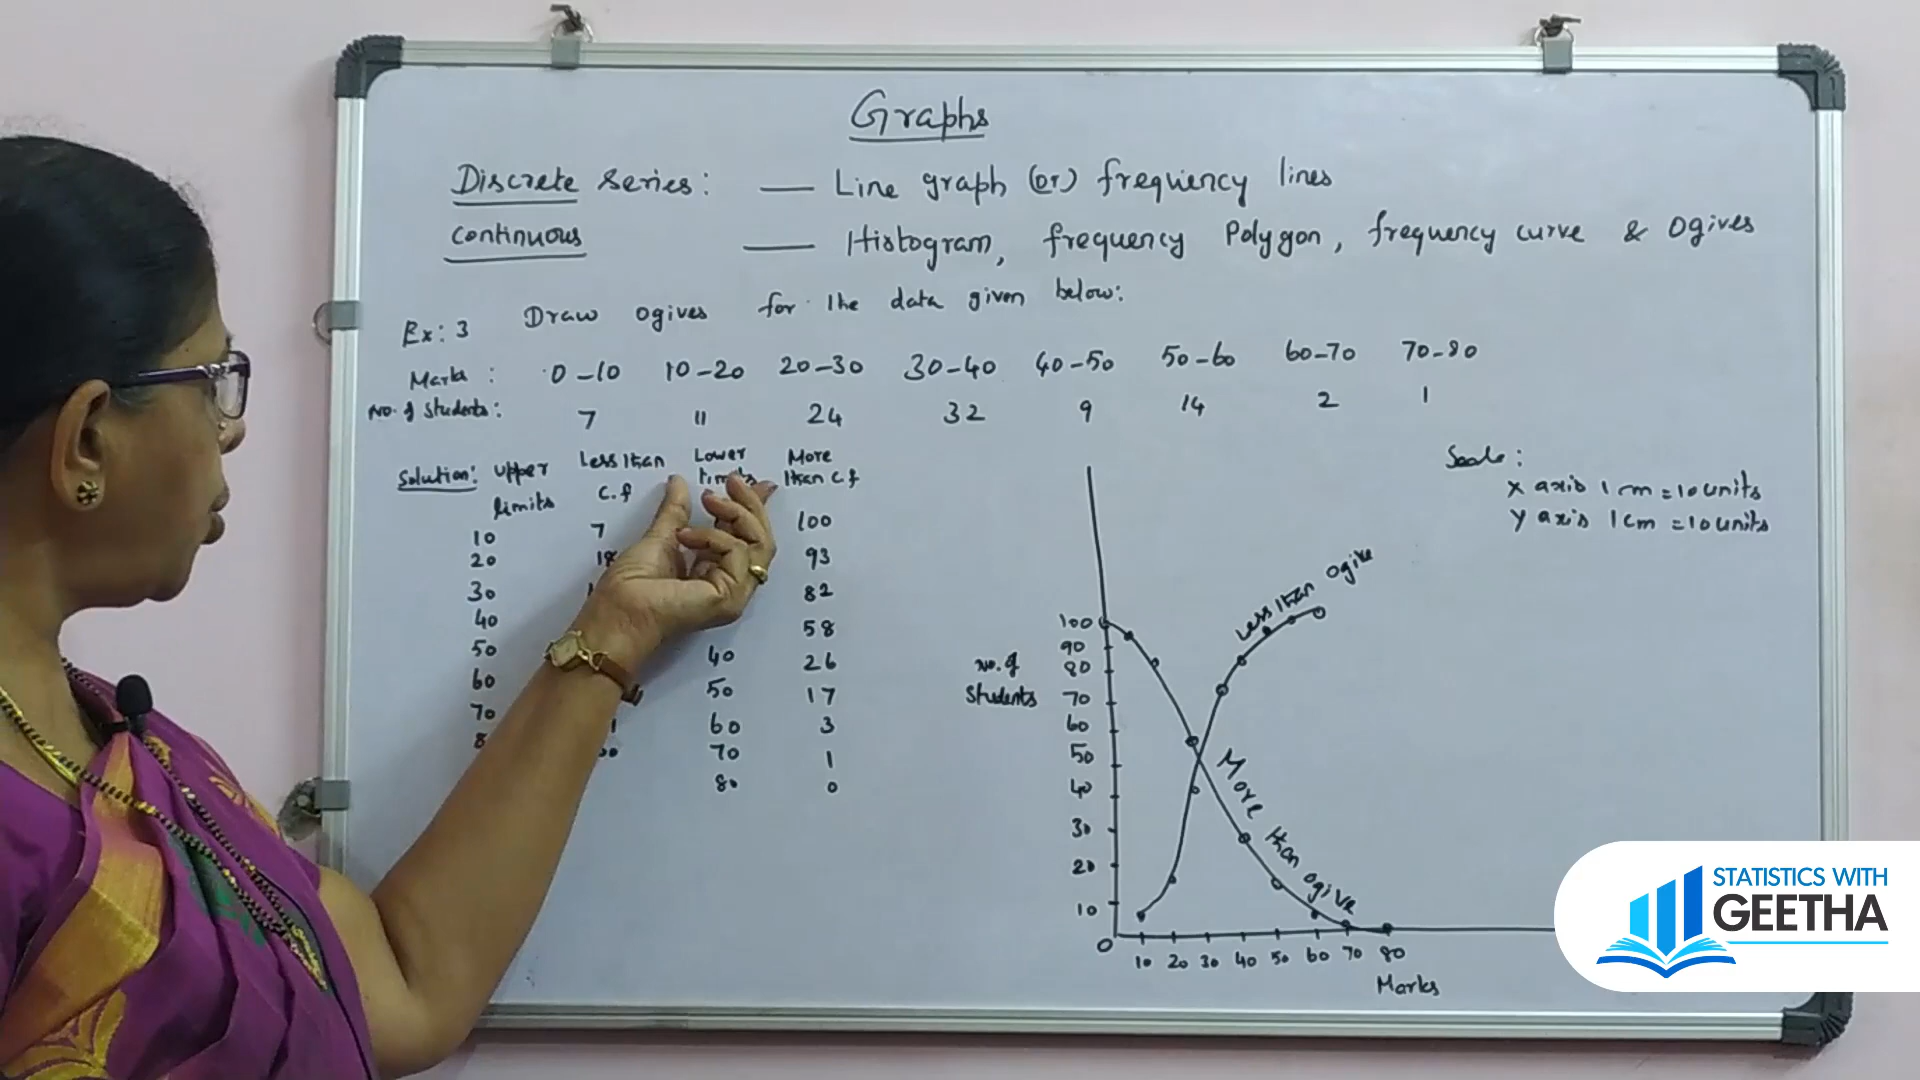 Graphs
Discrete Series: — Line graph (or) frequency lines
Continuous — Histogram, frequency Polygon, frequency curve & Ogives
Ex: 3 Draw ogives for the data given below:
Marks : 0-10 10-20 20-30 30-40 40-50 50-60 60-70 70-80
No. of Students: 7 11 24 32 9 14 2 1
Solution: Upper limits Less than c.f Lower limits More than c.f
10 7 100
20 18 93
30 82
40 58
50 40 26
60 50 17
70 60 3
70 1
80 0
Scale:
X axis 1 cm = 10 units
Y axis 1 cm = 10 units
Less than ogive
More than ogive
No. of
Students
100
90
80
70
60
50
40
30
20
10
0
10 20 30 40 50 60 70 80
Marks
STATISTICS WITH
GEETHA